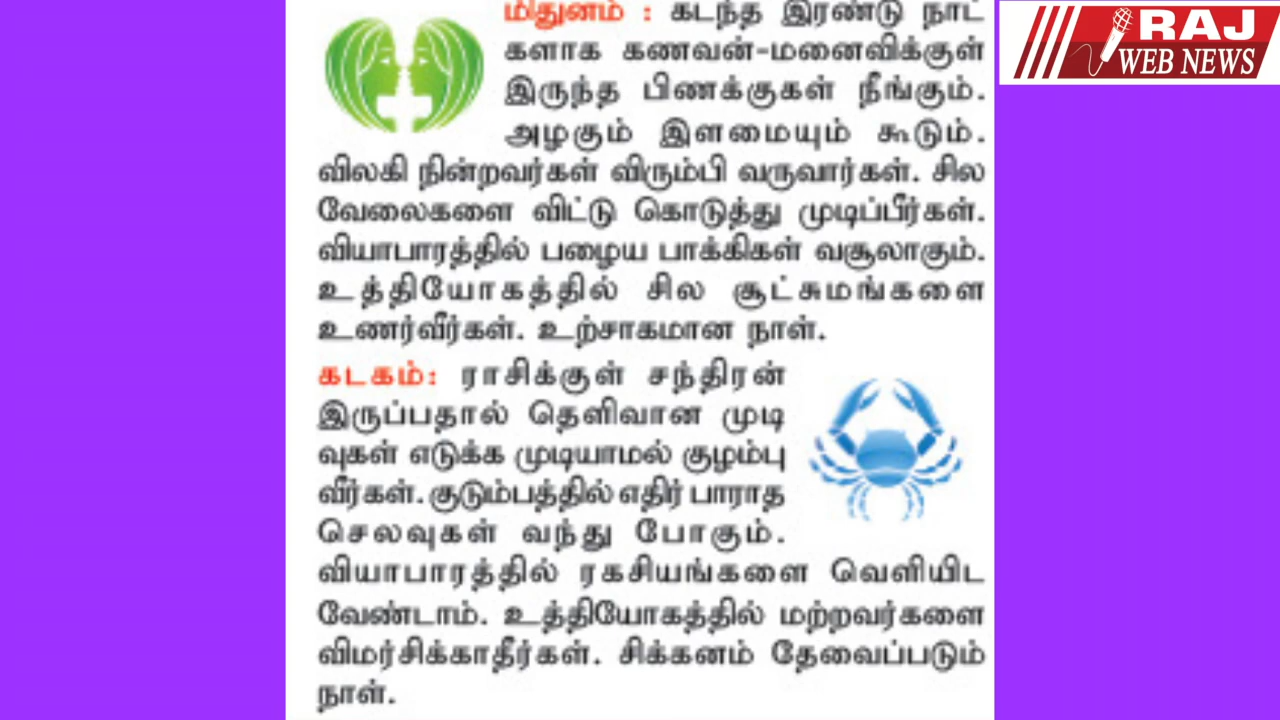 மிதுனம் : கடந்த இரண்டு நாட்
களாக கணவன்-மனைவிக்குள்
இருந்த பிணக்குகள் நீங்கும்.
அழகும் இளமையும் கூடும்.
விலகி நின்றவர்கள் விரும்பி வருவார்கள். சில
வேலைகளை விட்டு கொடுத்து முடிப்பீர்கள்.
வியாபாரத்தில் பழைய பாக்கிகள் வசூலாகும்.
உத்தியோகத்தில் சில சூட்சுமங்களை
உணர்வீர்கள். உற்சாகமான நாள்.
கடகம்: ராசிக்குள் சந்திரன்
இருப்பதால் தெளிவான முடி
வுகள் எடுக்க முடியாமல் குழம்பு
வீர்கள். குடும்பத்தில் எதிர் பாராத
செலவுகள் வந்து போகும்.
வியாபாரத்தில் ரகசியங்களை வெளியிட
வேண்டாம். உத்தியோகத்தில் மற்றவர்களை
விமர்சிக்காதீர்கள். சிக்கனம் தேவைப்படும்
நாள்.
RAJ
WEB NEWS